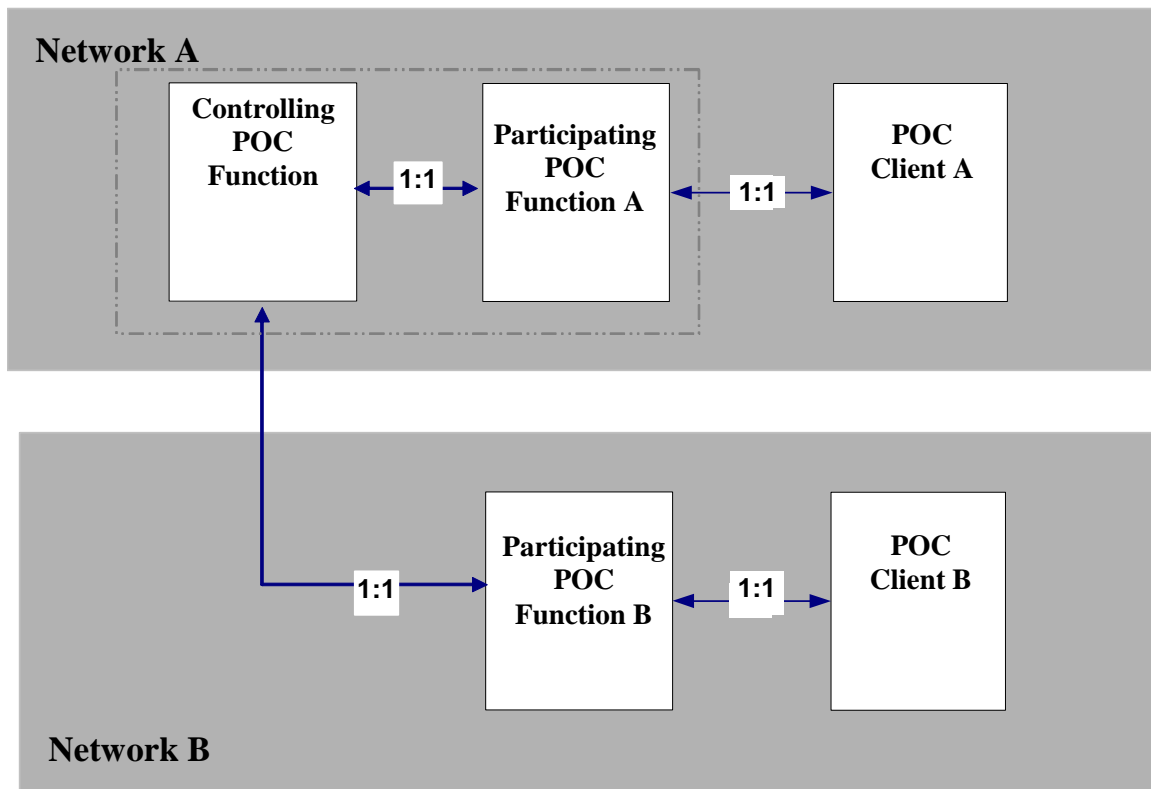 Network A
Controlling
POC
Function
1:1
Participating
POC
Function A
1:1
POC
Client A
1:1
Participating
POC
Function B
1:1
POC
Client B
Network B